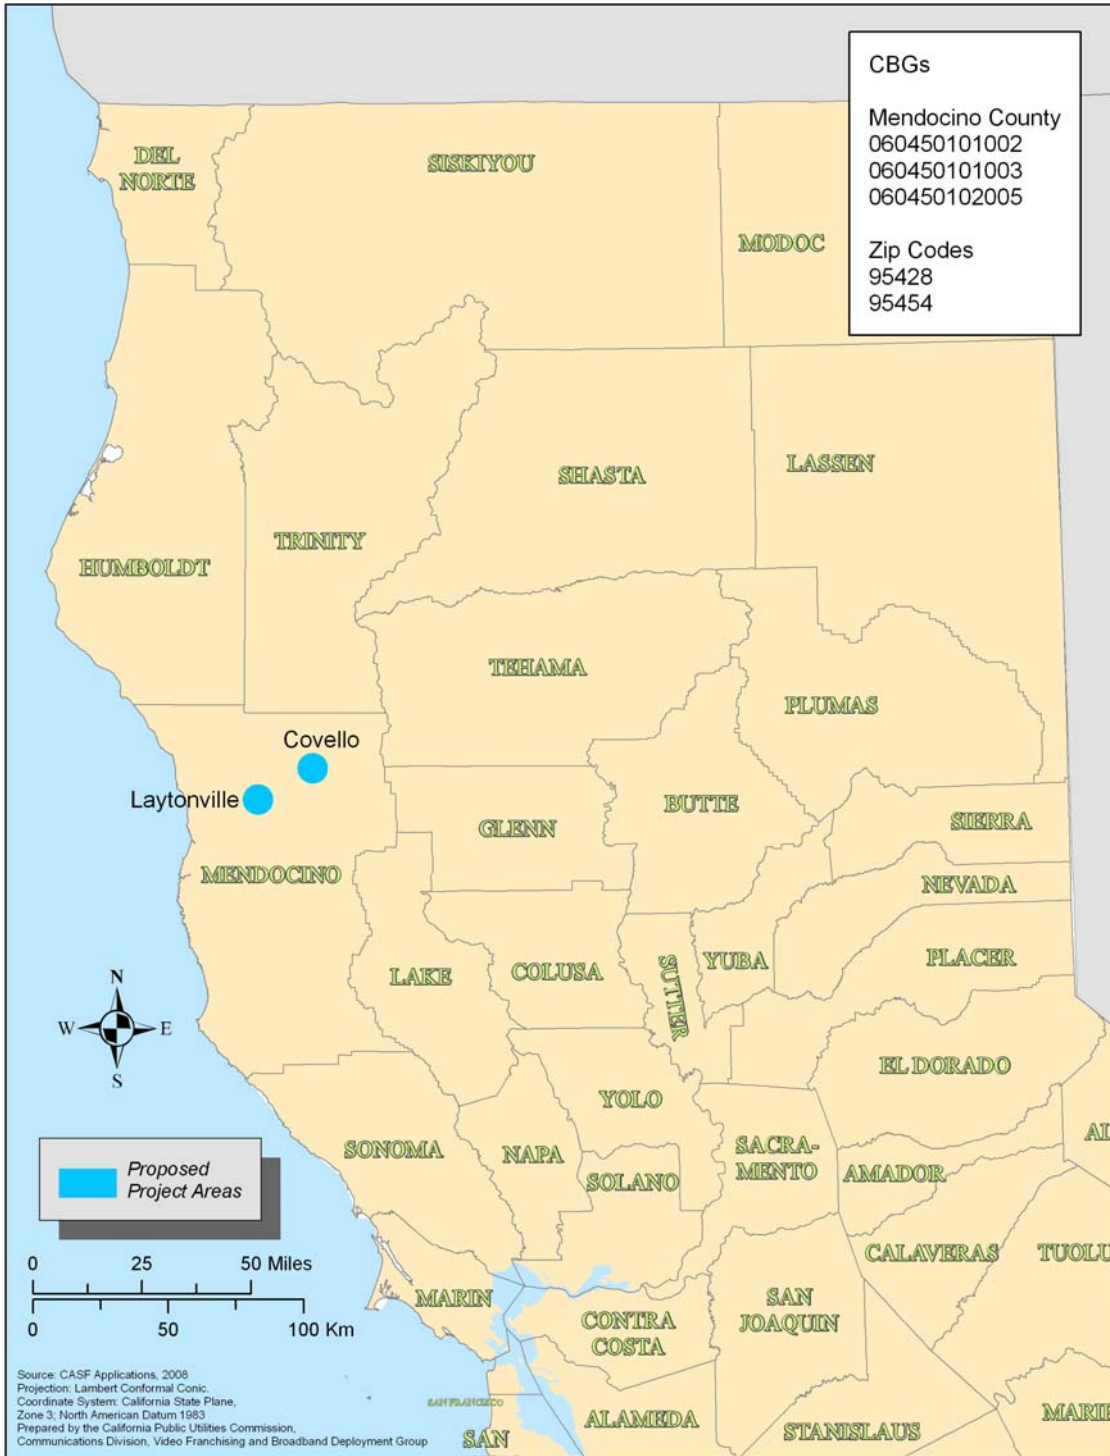 CBGs
Mendocino County
060450101002
060450101003
060450102005
Zip Codes
95428
95454
DEL
NORTE
SISKIYOU
MODOC
SHASTA
LASSEN
TRINITY
HUMBOLDT
TEHAMA
PLUMAS
Covello
Laytonville
BUTTE
GLENN
SIERRA
MENDOCINO
NEVADA
LAKE
COLUSA
SUTTER
YUBA
PLACER
N
W
E
S
EL DORADO
YOLO
SONOMA
NAPA
SOLANO
SACRA-
MENTO
AMADOR
AL
Proposed
Project Areas
CALAVERAS
TUOLU
0 25 50 Miles
0 50 100 Km
MARIN
CONTRA
COSTA
SAN
JOAQUIN
SAN FRANCISCO
ALAMEDA
STANISLAUS
MARIP
SAN
Source: CASF Applications, 2008
Projection: Lambert Conformal Conic.
Coordinate System: California State Plane,
Zone 3; North American Datum 1983
Prepared by the California Public Utilities Commission,
Communications Division, Video Franchising and Broadband Deployment Group